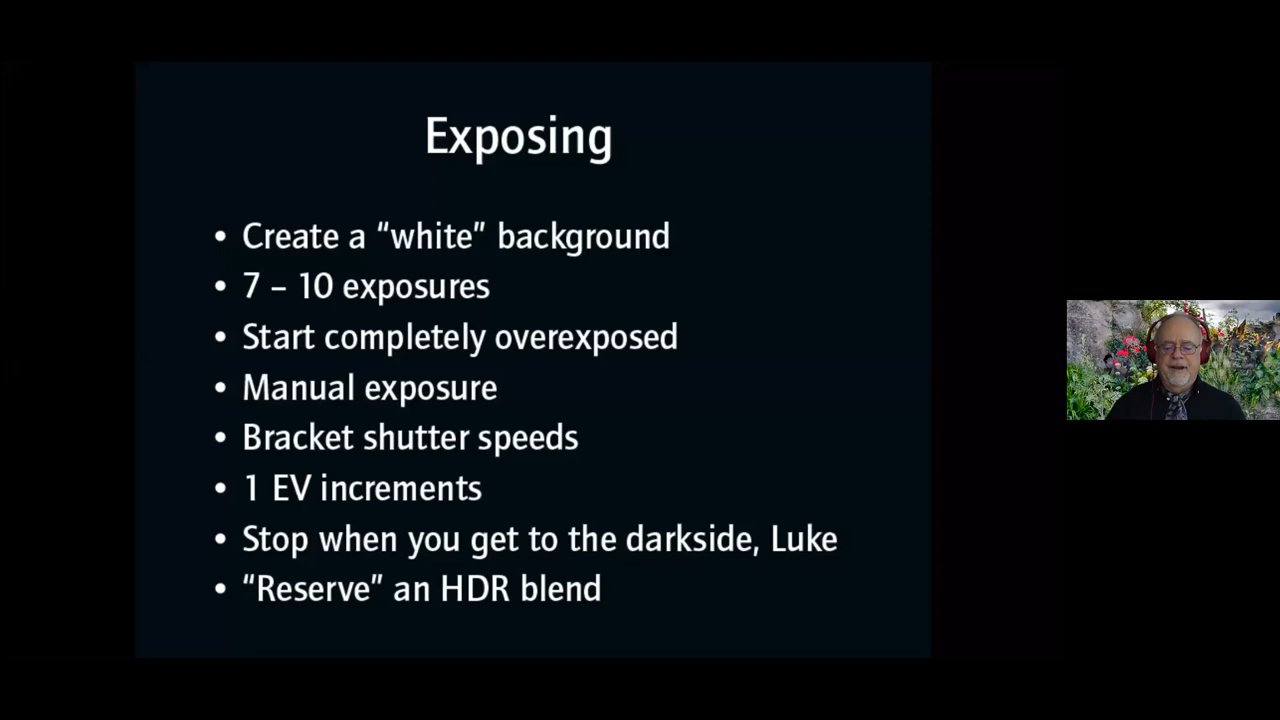 Exposing
• Create a “white” background
• 7 – 10 exposures
• Start completely overexposed
• Manual exposure
• Bracket shutter speeds
• 1 EV increments
• Stop when you get to the darkside, Luke
• “Reserve” an HDR blend